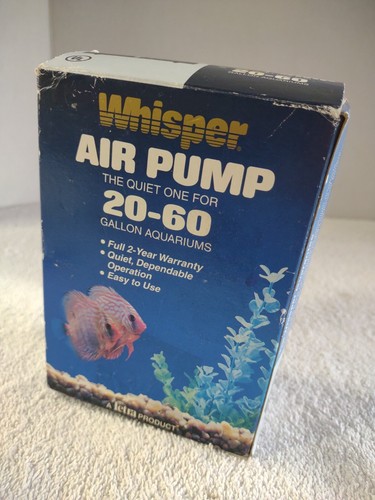 20-60
Whisper
AIR PUMP
THE QUIET ONE FOR
20-60
GALLON AQUARIUMS
• Full 2-Year Warranty
• Quiet, Dependable
Operation
• Easy to Use
A Tetra PRODUCT